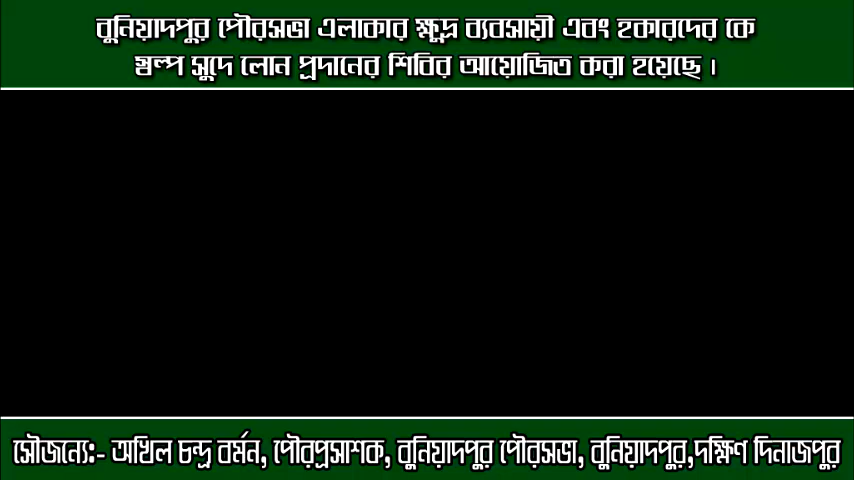 বুনিয়াদপুর পৌরসভা এলাকার ক্ষুদ্র ব্যবসায়ী এবং হকারদের কে
স্বল্প সুদে লোন প্রদানের শিবির আয়োজিত করা হয়েছে ।
সৌজন্যে:- অখিল চন্দ্র বর্মন, পৌরপ্রসাশক, বুনিয়াদপুর পৌরসভা, বুনিয়াদপুর,দক্ষিণ দিনাজপুর